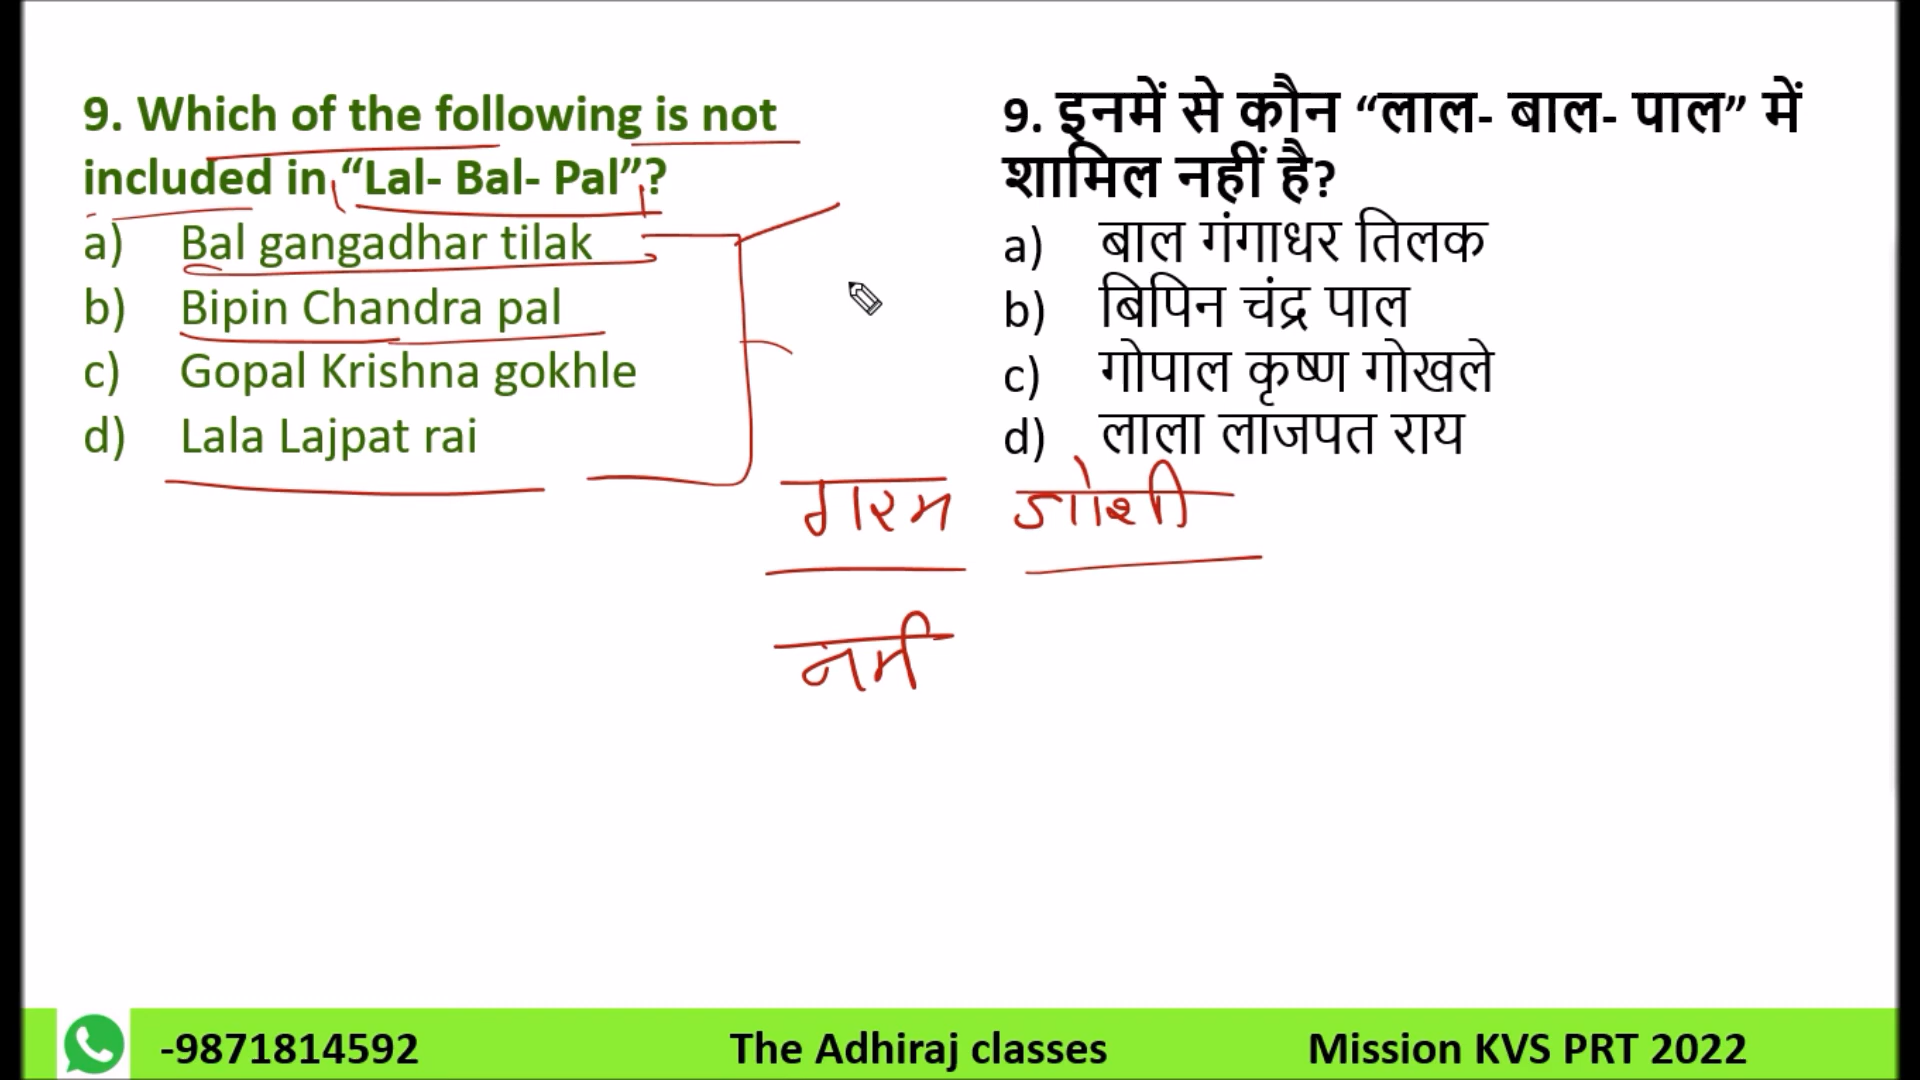 9. Which of the following is not
included in “Lal- Bal- Pal”?
a) Bal gangadhar tilak
b) Bipin Chandra pal
c) Gopal Krishna gokhle
d) Lala Lajpat rai
9. इनमें से कौन “लाल- बाल- पाल” में
शामिल नहीं है?
a) बाल गंगाधर तिलक
b) बिपिन चंद्र पाल
c) गोपाल कृष्ण गोखले
d) लाला लाजपत राय
गरम जोशी
नर्म
-9871814592 The Adhiraj classes Mission KVS PRT 2022